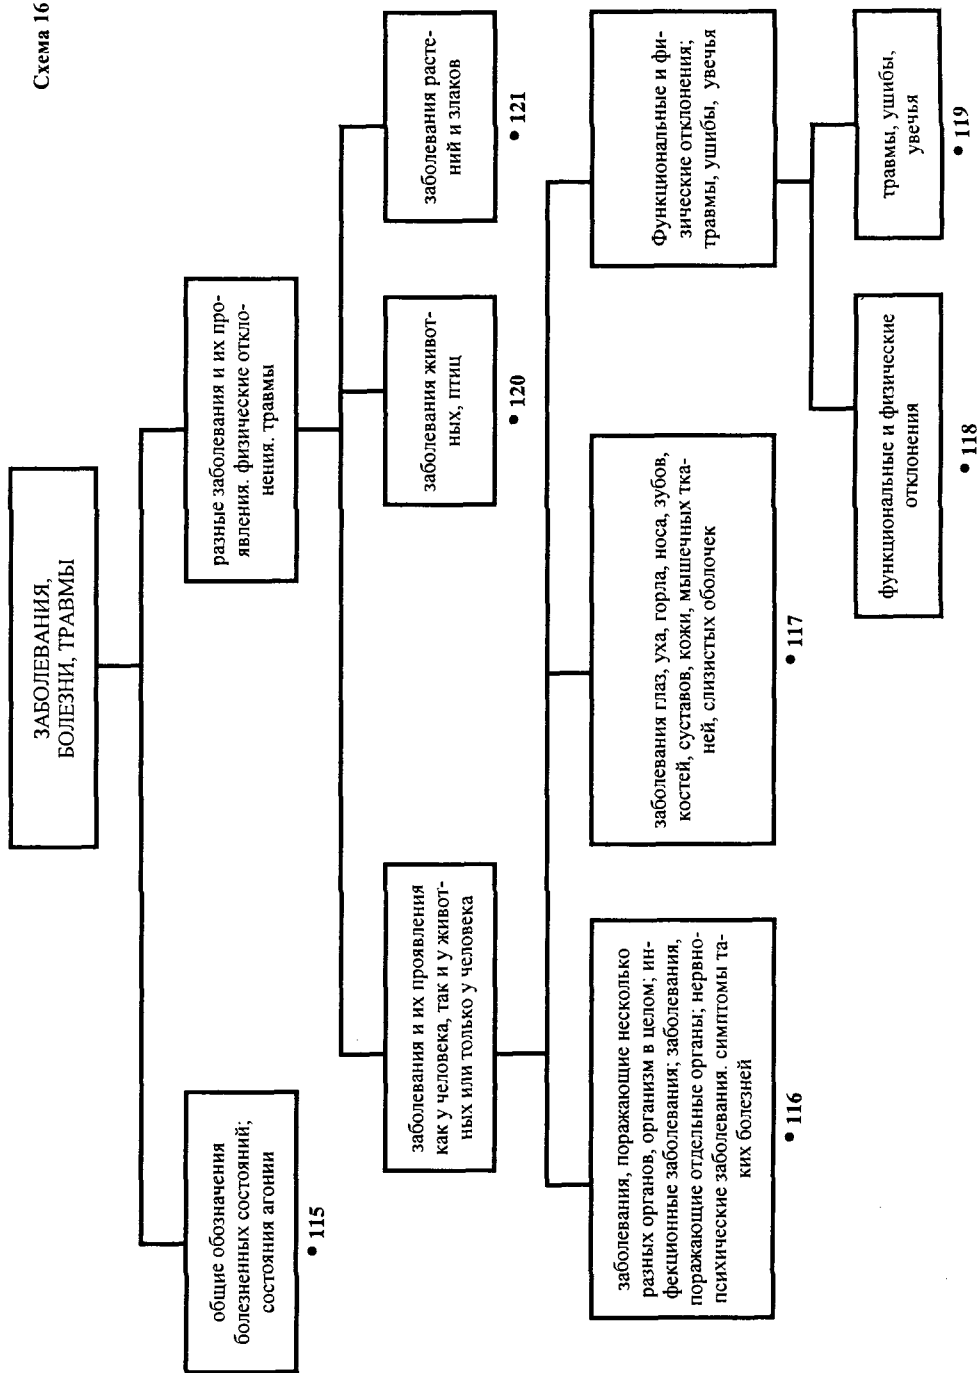 Схема 16
ЗАБОЛЕВАНИЯ,
БОЛЕЗНИ, ТРАВМЫ
общие обозначения
болезненных состояний;
состояния агонии
• 115
разные заболевания и их про-
явления. физические откло-
нения. травмы
заболевания и их проявления
как у человека, так и у живот-
ных или только у человека
заболевания живот-
ных, птиц
• 120
заболевания расте-
ний и злаков
• 121
заболевания, поражающие несколько
разных органов, организм в целом; ин-
фекционные заболевания; заболевания,
поражающие отдельные органы; нервно-
психические заболевания. симптомы та-
ких болезней
• 116
заболевания глаз, уха, горла, носа, зубов,
костей, суставов, кожи, мышечных тка-
ней, слизистых оболочек
• 117
Функциональные и фи-
зические отклонения;
травмы, ушибы, увечья
функциональные и физические
отклонения
• 118
травмы, ушибы,
увечья
• 119